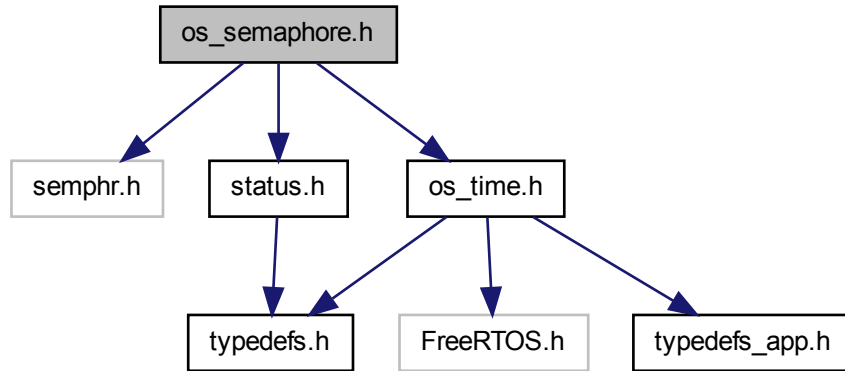 os_semaphore.h
semphr.h
status.h
os_time.h
typedefs.h
FreeRTOS.h
typedefs_app.h